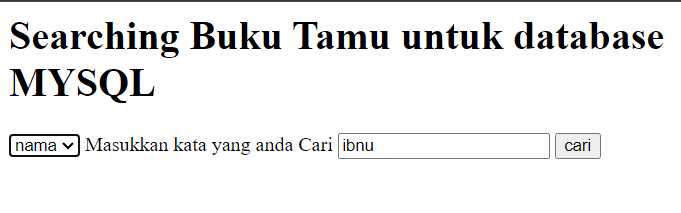 Searching Buku Tamu untuk database
MYSQL
nama Masukkan kata yang anda Cari ibnu cari